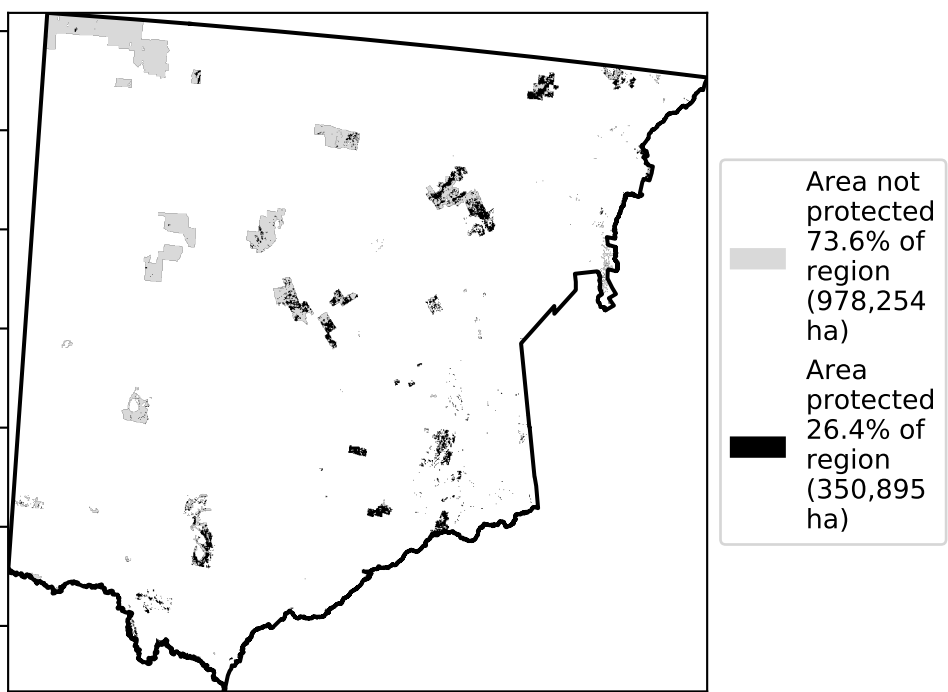 Area not
protected
73.6% of
region
(978,254
ha)
Area
protected
26.4% of
region
(350,895
ha)